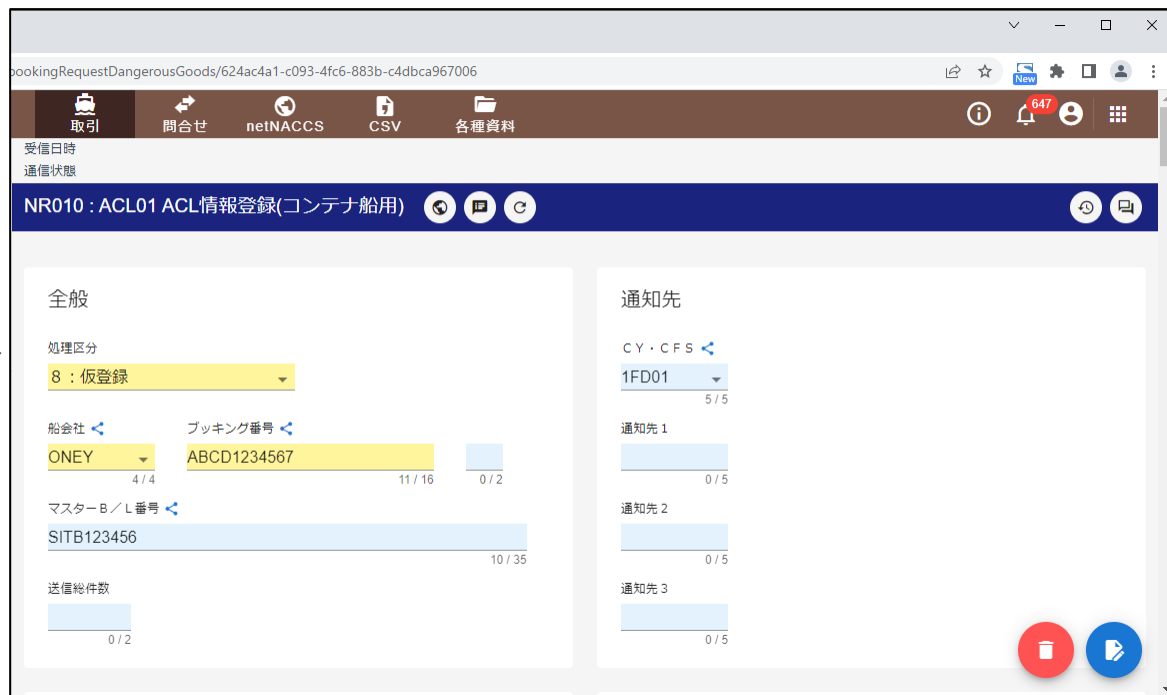 bookingRequestDangerousGoods/624ac4a1-c093-4fc6-883b-c4dbca967006
New
取引
問合せ
netNACCS
CSV
各種資料
647
受信日時
通信状態
NR010 : ACL01 ACL情報登録(コンテナ船用)
全般
処理区分
8 : 仮登録
船会社
ブッキング番号
ONEY
ABCD1234567
4 / 4
11 / 16
0 / 2
マスターB/L番号
SITB123456
10 / 35
送信総件数
0 / 2
通知先
CY・CFS
1FD01
5 / 5
通知先1
0 / 5
通知先2
0 / 5
通知先3
0 / 5